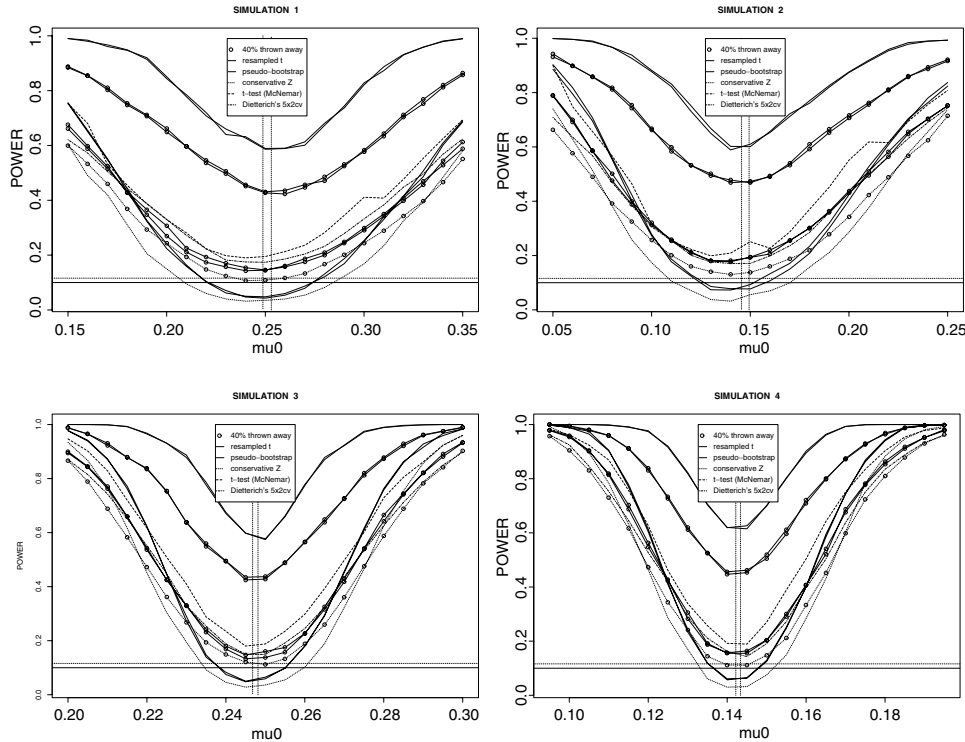 SIMULATION 1
POWER
0.0 0.2 0.4 0.6 0.8 1.0
40% thrown away
resampled t
pseudo−bootstrap
conservative Z
t−test (McNemar)
Dietterich's 5x2cv
0.15 0.20 0.25 0.30 0.35
mu0
SIMULATION 2
POWER
0.0 0.2 0.4 0.6 0.8 1.0
40% thrown away
resampled t
pseudo−bootstrap
conservative Z
t−test (McNemar)
Dietterich's 5x2cv
0.05 0.10 0.15 0.20 0.25
mu0
SIMULATION 3
POWER
0.0 0.2 0.4 0.6 0.8 1.0
40% thrown away
resampled t
pseudo−bootstrap
conservative Z
t−test (McNemar)
Dietterich's 5x2cv
0.20 0.22 0.24 0.26 0.28 0.30
mu0
SIMULATION 4
POWER
0.0 0.2 0.4 0.6 0.8 1.0
40% thrown away
resampled t
pseudo−bootstrap
conservative Z
t−test (McNemar)
Dietterich's 5x2cv
0.10 0.12 0.14 0.16 0.18
mu0